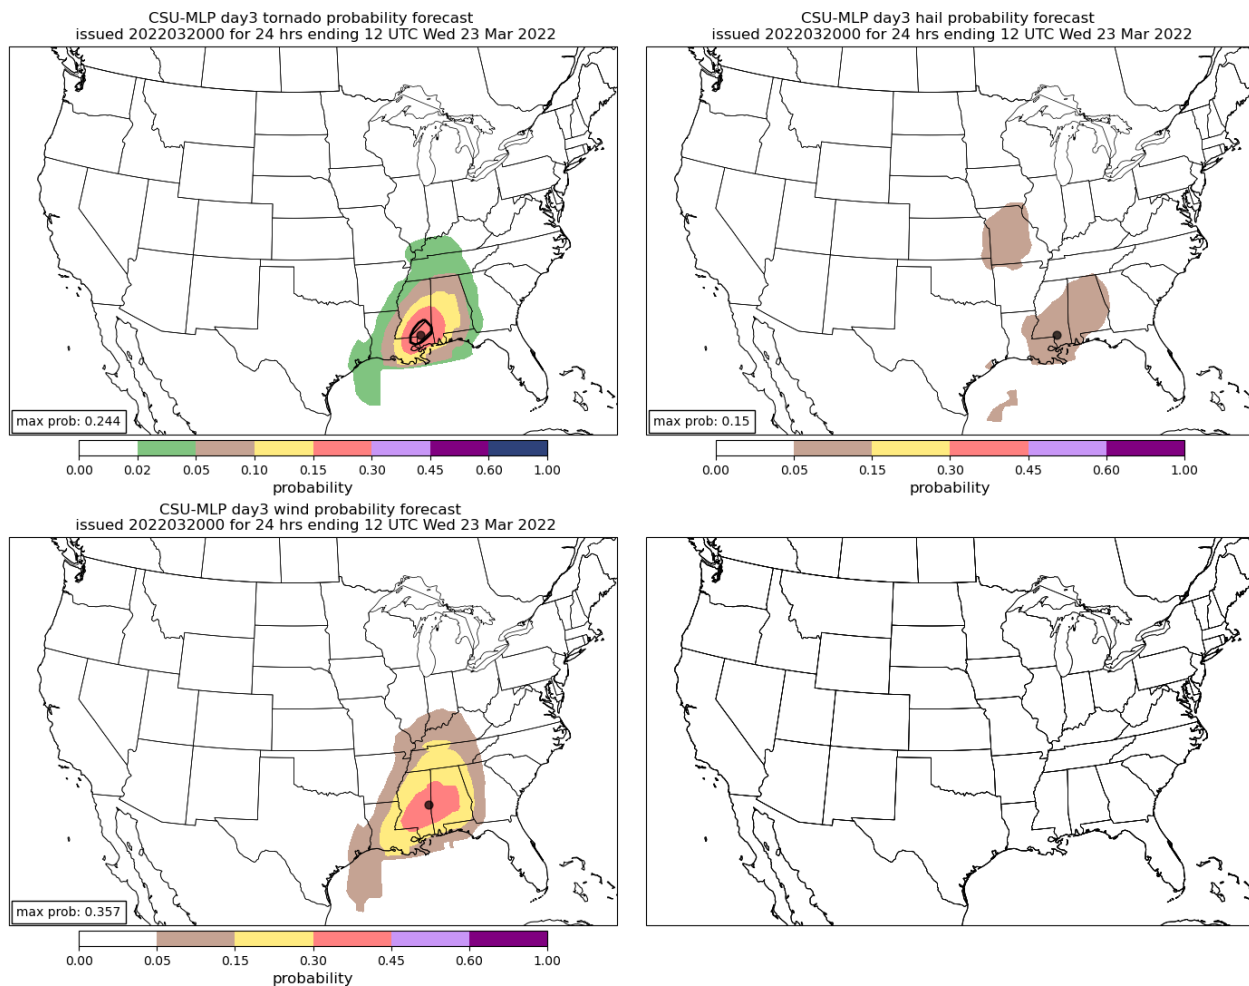 CSU-MLP day3 tornado probability forecast
issued 2022032000 for 24 hrs ending 12 UTC Wed 23 Mar 2022
max prob: 0.244
0.00 0.02 0.05 0.10 0.15 0.30 0.45 0.60 1.00
probability
CSU-MLP day3 hail probability forecast
issued 2022032000 for 24 hrs ending 12 UTC Wed 23 Mar 2022
max prob: 0.15
0.00 0.05 0.15 0.30 0.45 0.60 1.00
probability
CSU-MLP day3 wind probability forecast
issued 2022032000 for 24 hrs ending 12 UTC Wed 23 Mar 2022
max prob: 0.357
0.00 0.05 0.15 0.30 0.45 0.60 1.00
probability